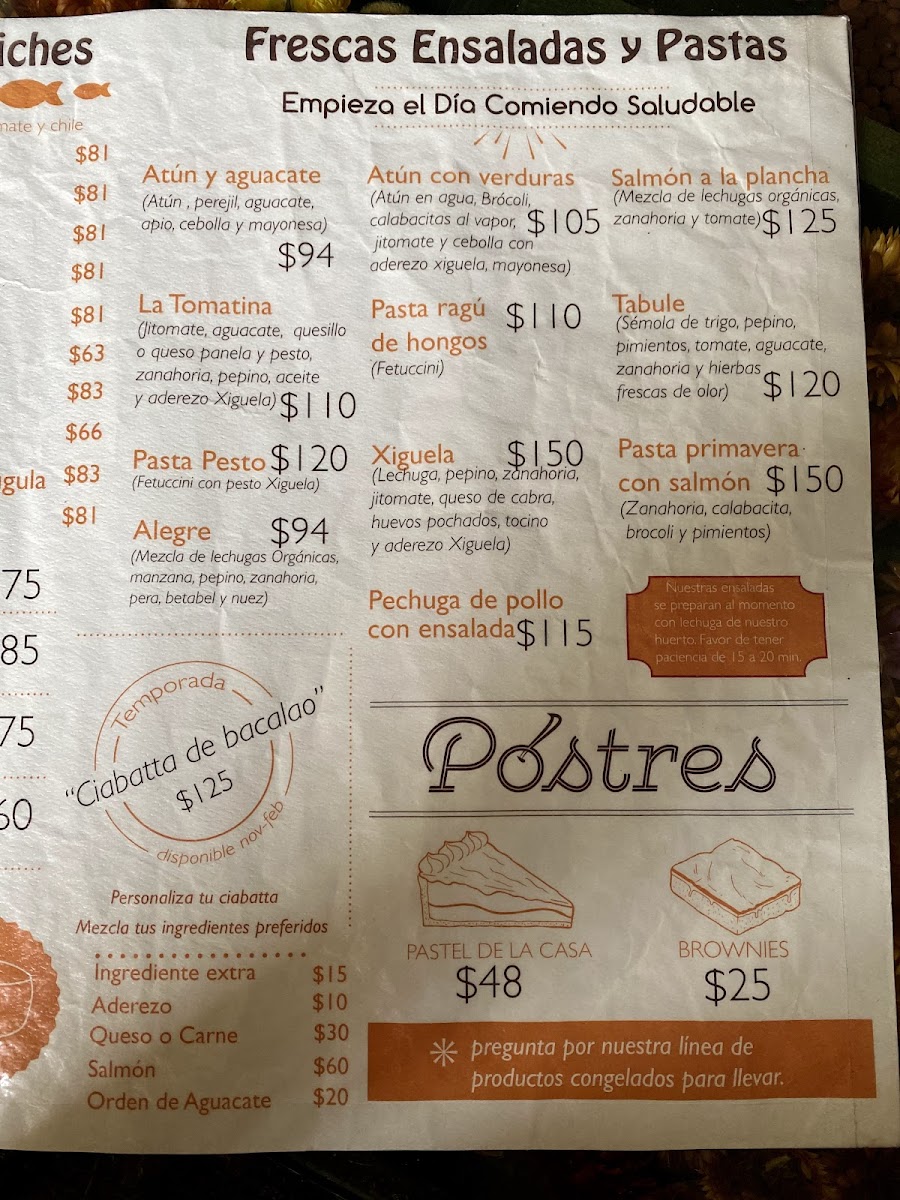 iches
mate y chile
$81
$81
$81
$81
$81
$63
$83
$66
gula $83
$81
75
85
75
60
Frescas Ensaladas y Pastas
Empieza el Día Comiendo Saludable
Atún y aguacate
(Atún , perejil, aguacate,
apio, cebolla y mayonesa)
$94
La Tomatina
(Jitomate, aguacate, quesillo
o queso panela y pesto,
zanahoria, pepino, aceite
y aderezo Xiguela) $110
Pasta Pesto $120
(Fetuccini con pesto Xiguela)
Alegre $94
(Mezcla de lechugas Orgánicas,
manzana, pepino, zanahoria,
pera, betabel y nuez)
Atún con verduras
(Atún en agua, Brócoli,
calabacitas al vapor, $105
jitomate y cebolla con
aderezo xiguela, mayonesa)
Pasta ragú $110
de hongos
(Fetuccini)
Xiguela $150
(Lechuga, pepino, zanahoria,
jitomate, queso de cabra,
huevos pochados, tocino
y aderezo Xiguela)
Pechuga de pollo
con ensalada $115
Salmón a la plancha
(Mezcla de lechugas orgánicas,
zanahoria y tomate) $125
Tabule
(Sémola de trigo, pepino,
pimientos, tomate, aguacate,
zanahoria y hierbas
frescas de olor) $120
Pasta primavera
con salmón $150
(Zanahoria, calabacita,
brocoli y pimientos)
Nuestras ensaladas
se preparan al momento
con lechuga de nuestro
huerto. Favor de tener
paciencia de 15 a 20 min.
Temporada
"Ciabatta de bacalao"
$125
disponible nov-feb
Personaliza tu ciabatta
Mezcla tus ingredientes preferidos
Ingrediente extra $15
Aderezo $10
Queso o Carne $30
Salmón $60
Orden de Aguacate $20
Póstres
PASTEL DE LA CASA
$48
BROWNIES
$25
* pregunta por nuestra línea de
productos congelados para llevar.